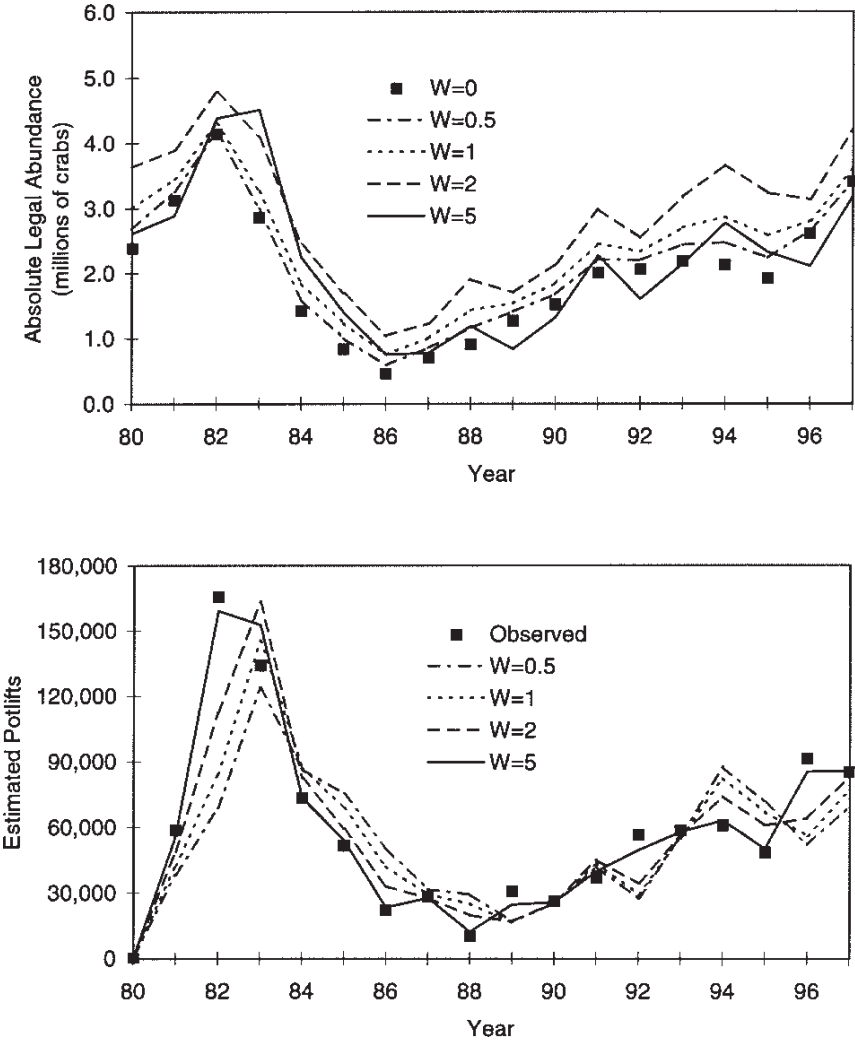 6.0
5.0
4.0
3.0
2.0
1.0
0.0
Absolute Legal Abundance
(millions of crabs)
W=0
W=0.5
W=1
W=2
W=5
80 82 84 86 88 90 92 94 96
Year
180,000
150,000
120,000
90,000
60,000
30,000
0
Estimated Potlifts
Observed
W=0.5
W=1
W=2
W=5
80 82 84 86 88 90 92 94 96
Year